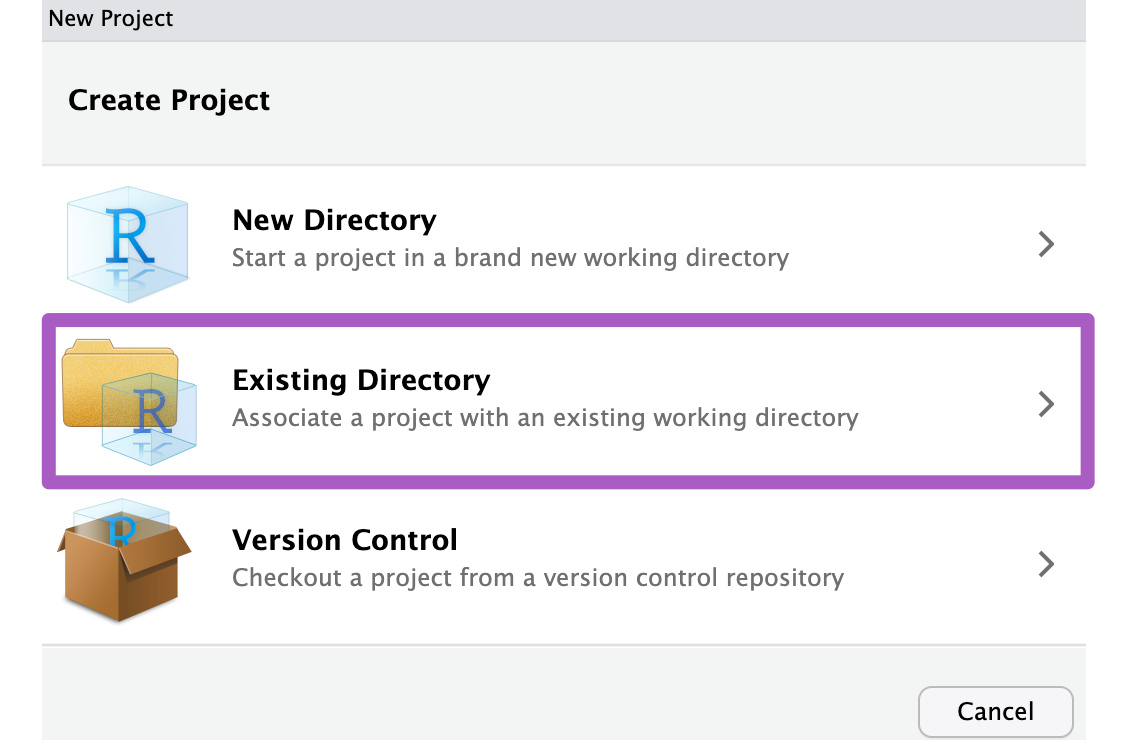 New Project
Create Project
R
New Directory
Start a project in a brand new working directory
R
Existing Directory
Associate a project with an existing working directory
R
Version Control
Checkout a project from a version control repository
Cancel